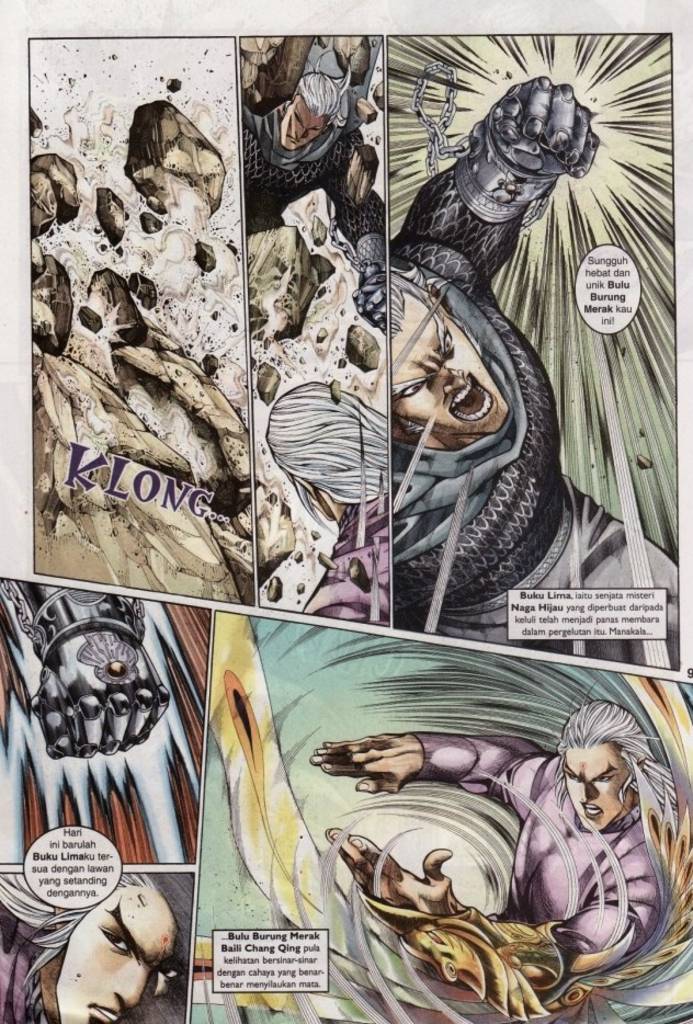 KLONG...
Sungguh
hebat dan
unik Bulu
Burung
Merak kau
ini!
Buku Lima, iaitu senjata misteri
Naga Hijau yang diperbuat daripada
keluli telah menjadi panas membara
dalam pergelutan itu. Manakala...
9
Hari
ini barulah
Buku Limaku ter-
sua dengan lawan
yang setanding
dengannya.
...Bulu Burung Merak
Baili Chang Qing pula
kelihatan bersinar-sinar
dengan cahaya yang benar-
benar menyilaukan mata.